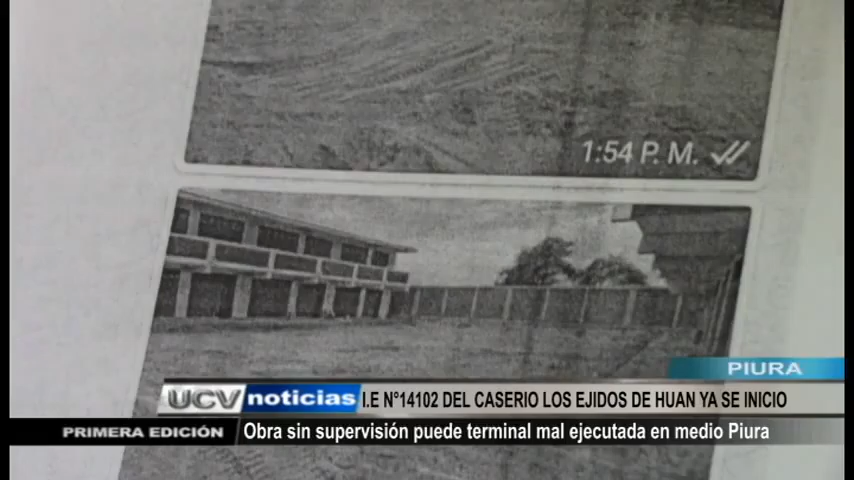 1:54 P. M.
PIURA
UCV noticias I.E N°14102 DEL CASERIO LOS EJIDOS DE HUAN YA SE INICIO
PRIMERA EDICIÓN Obra sin supervisión puede terminal mal ejecutada en medio Piura